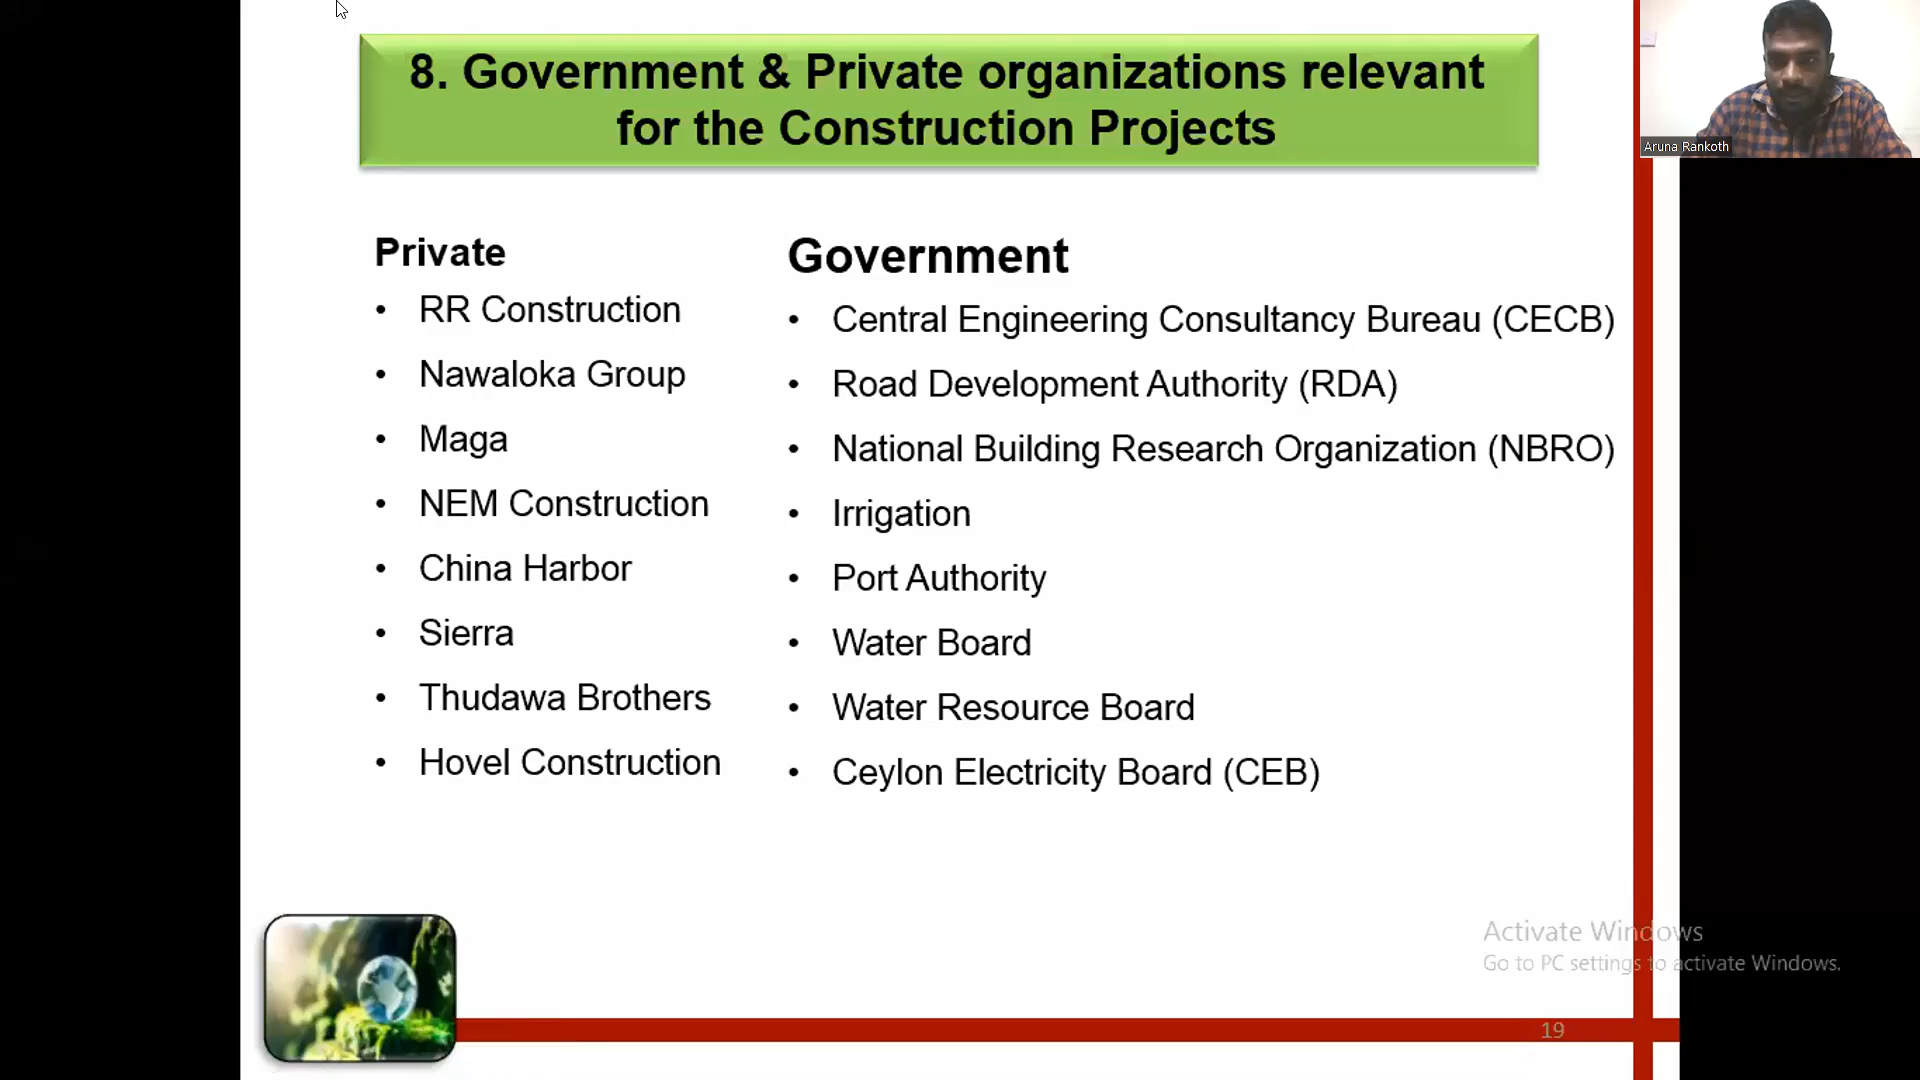 8. Government & Private organizations relevant
for the Construction Projects
Aruna Rankoth
Private
• RR Construction
• Nawaloka Group
• Maga
• NEM Construction
• China Harbor
• Sierra
• Thudawa Brothers
• Hovel Construction
Government
• Central Engineering Consultancy Bureau (CECB)
• Road Development Authority (RDA)
• National Building Research Organization (NBRO)
• Irrigation
• Port Authority
• Water Board
• Water Resource Board
• Ceylon Electricity Board (CEB)
Activate Windows
Go to PC settings to activate Windows.
19